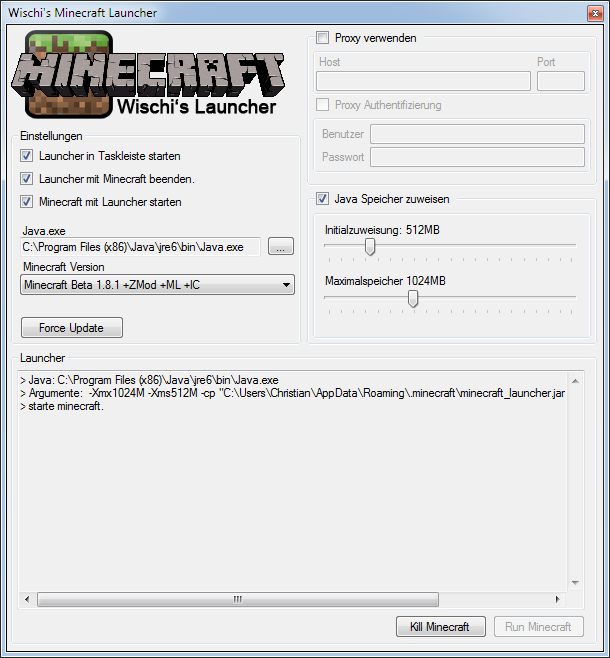 Wischi's Minecraft Launcher
MINECRAFT
Wischi's Launcher
Einstellungen
Launcher in Taskleiste starten
Launcher mit Minecraft beenden.
Minecraft mit Launcher starten
Java.exe
C:\Program Files (x86)\Java\jre6\bin\Java.exe
...
Minecraft Version
Minecraft Beta 1.8.1 +ZMod +ML +IC
Force Update
Proxy verwenden
Host
Port
Proxy Authentifizierung
Benutzer
Passwort
Java Speicher zuweisen
Initialzuweisung: 512MB
Maximalspeicher 1024MB
Launcher
> Java: C:\Program Files (x86)\Java\jre6\bin\Java.exe
> Argumente: -Xmx1024M -Xms512M -cp "C:\Users\Christian\AppData\Roaming\.minecraft\minecraft_launcher.jar
> starte minecraft.
Kill Minecraft
Run Minecraft